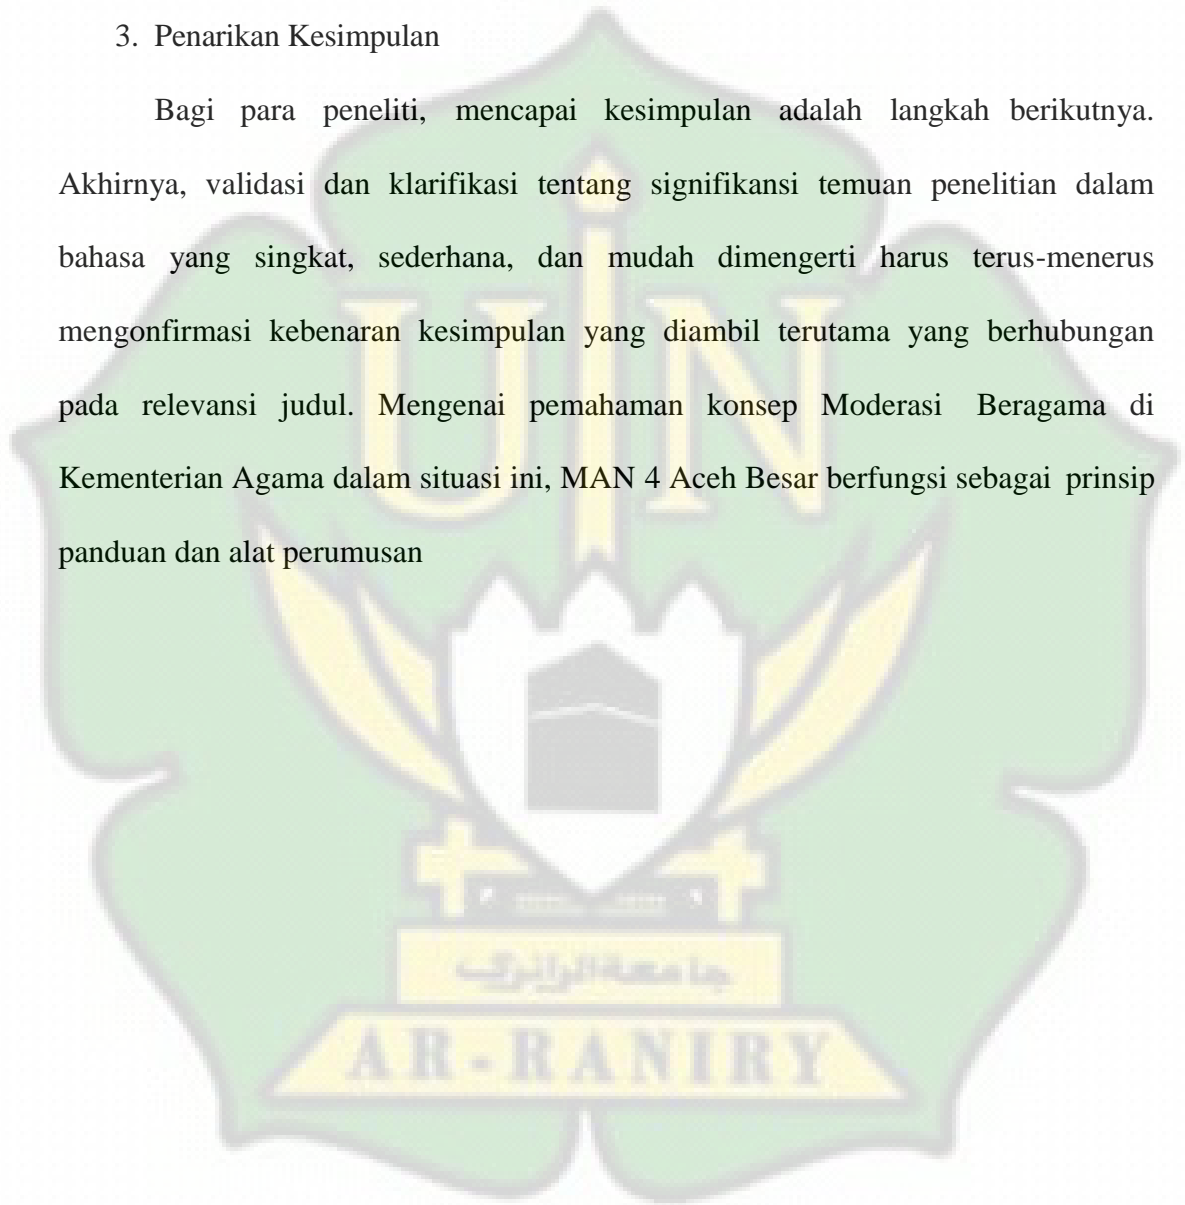 3. Penarikan Kesimpulan
Bagi para peneliti, mencapai kesimpulan adalah langkah berikutnya.
Akhirnya, validasi dan klarifikasi tentang signifikansi temuan penelitian dalam
bahasa yang singkat, sederhana, dan mudah dimengerti harus terus-menerus
mengonfirmasi kebenaran kesimpulan yang diambil terutama yang berhubungan
pada relevansi judul. Mengenai pemahaman konsep Moderasi Beragama di
Kementerian Agama dalam situasi ini, MAN 4 Aceh Besar berfungsi sebagai prinsip
panduan dan alat perumusan
UIN
جامعة الرانري
AR-RANIRY